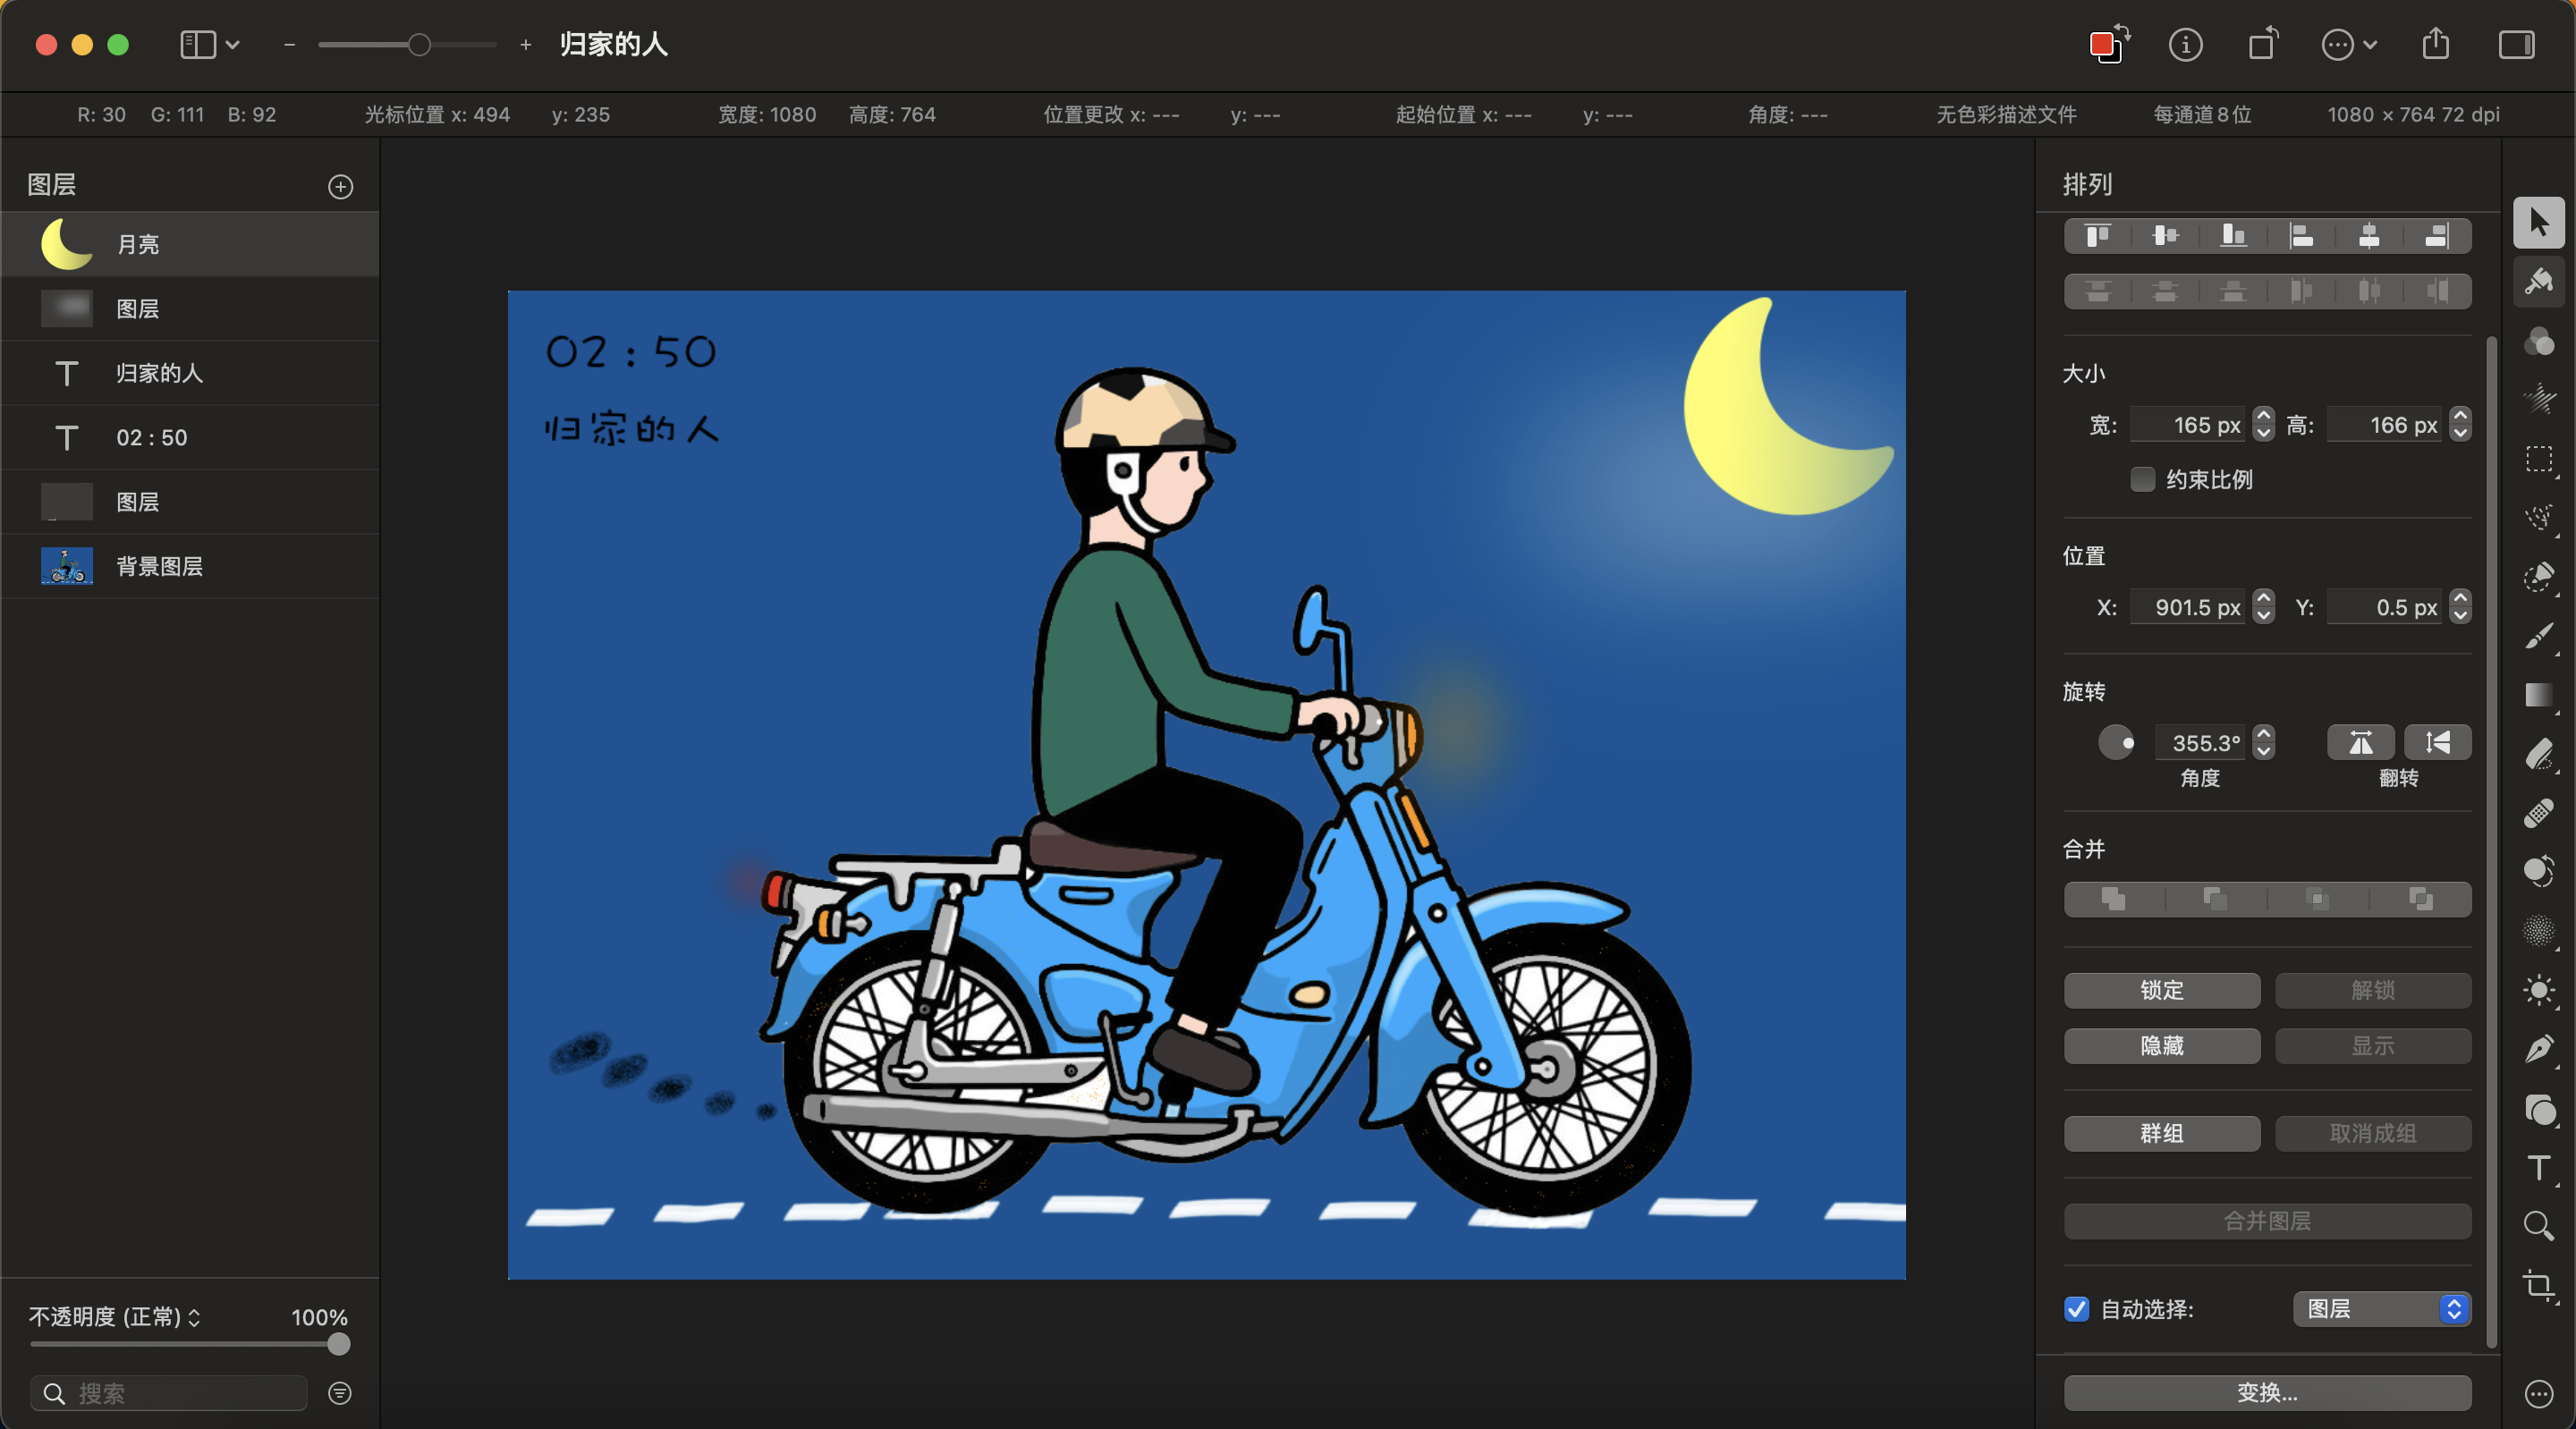 归家的人
R: 30 G: 111 B: 92 光标位置 x: 494 y: 235 宽度: 1080 高度: 764 位置更改 x: --- y: --- 起始位置 x: --- y: --- 角度: --- 无色彩描述文件 每通道8位 1080 × 764 72 dpi
图层
月亮
图层
归家的人
02 : 50
图层
背景图层
不透明度 (正常) 100%
搜索
02 : 50
归家的人
排列
大小
宽: 165 px 高: 166 px
约束比例
位置
X: 901.5 px Y: 0.5 px
旋转
355.3°
角度 翻转
合并
锁定 解锁
隐藏 显示
群组 取消成组
合并图层
自动选择: 图层
变换...